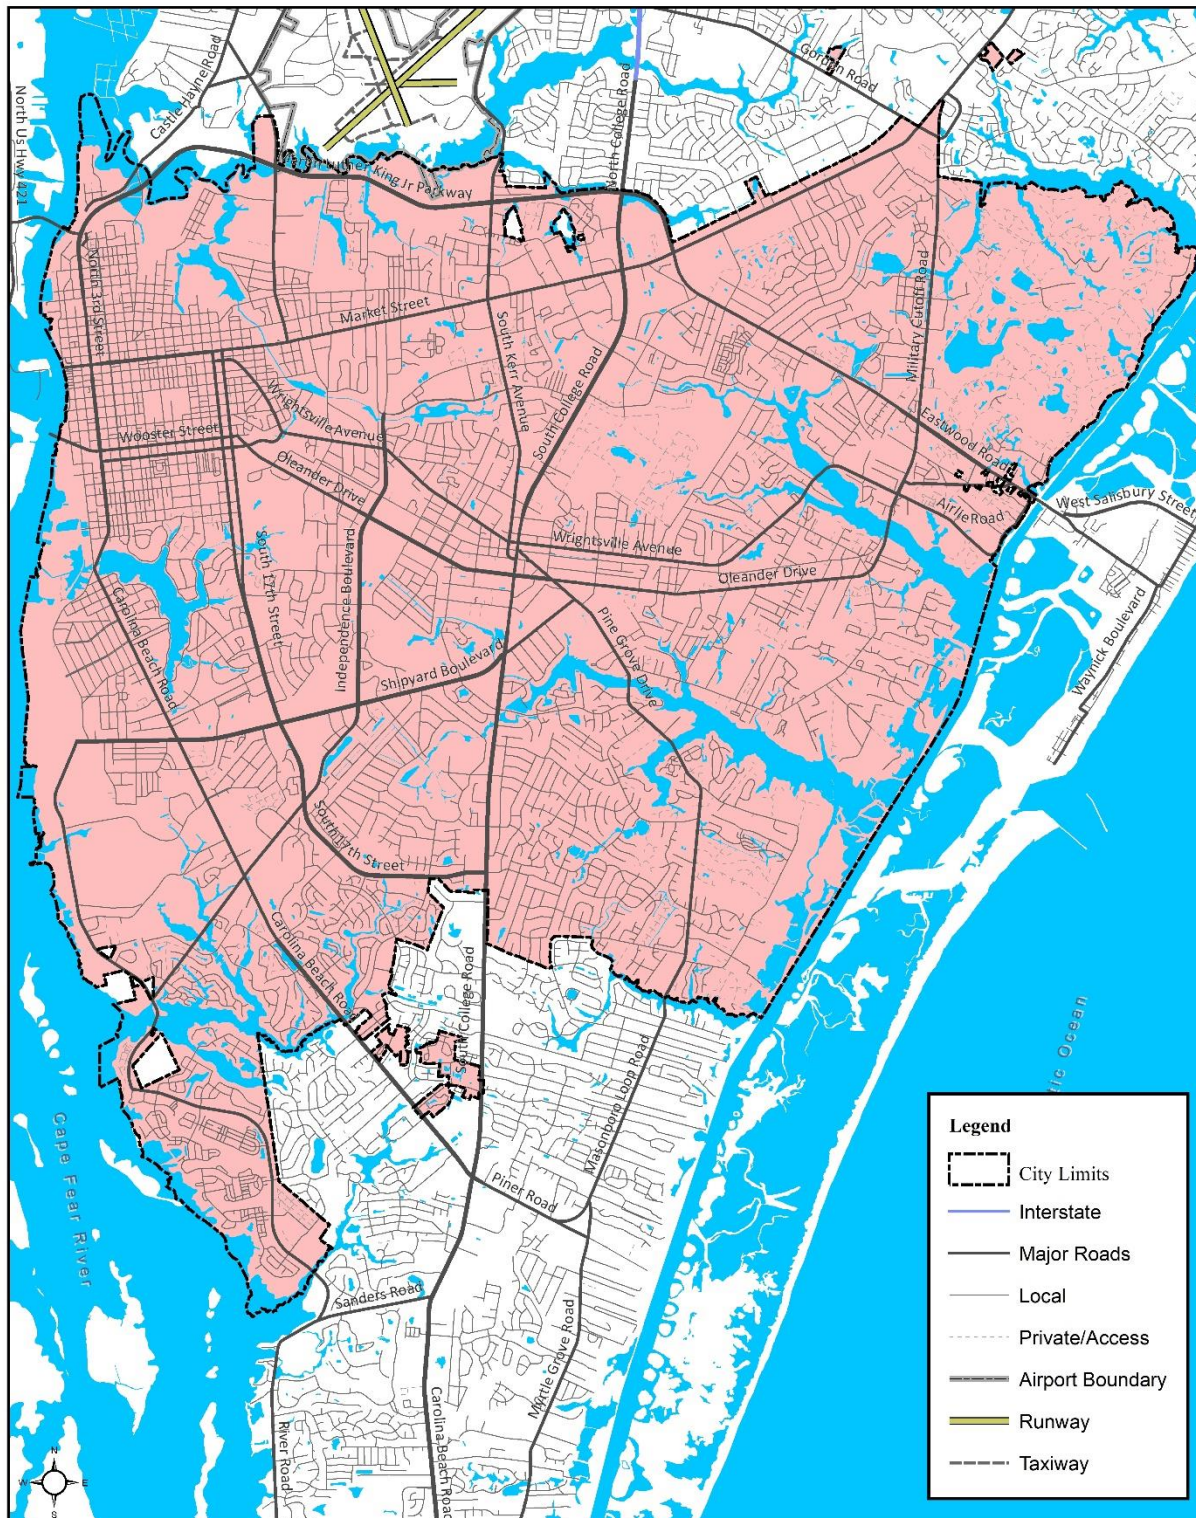 Castle Hayne Road
North Us Hwy 421
Gordon Road
North College Road
Martin Luther King Jr Parkway
North 3rd Street
Market Street
Military Cutoff Road
South Kerr Avenue
South College Road
Wrightsville Avenue
Wooster Street
Oleander Drive
Eastwood Road
Airlie Road
West Salisbury Street
Wrightsville Avenue
Oleander Drive
South 17th Street
Independence Boulevard
Carolina Beach Road
Shipyard Boulevard
Pine Grove Drive
Waynick Boulevard
South 17th Street
Carolina Beach Road
South College Road
Masonboro Loop Road
tic Ocean
Cape Fear River
Piner Road
Sanders Road
Myrtle Grove Road
River Road
Carolina Beach Road
Legend
City Limits
Interstate
Major Roads
Local
Private/Access
Airport Boundary
Runway
Taxiway
N
W
E
S